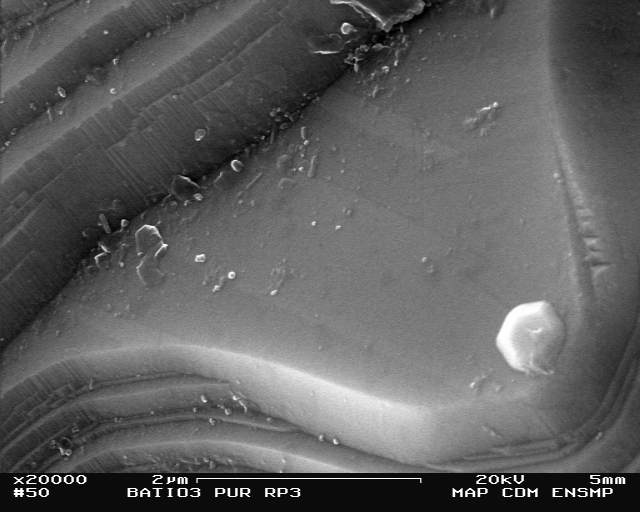 x20000 2µm 20kV 5mm
#50 BATIO3 PUR RP3 MAP CDM ENSMP